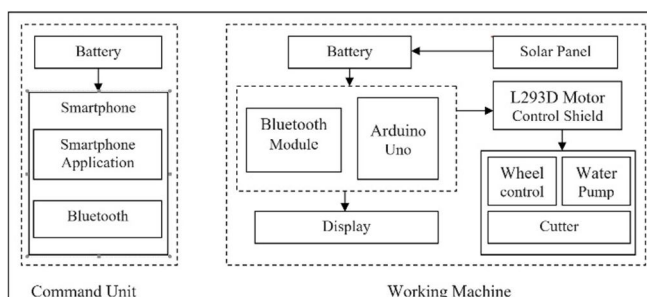 Battery
Smartphone
Smartphone
Application
Bluetooth
Command Unit
Battery
Solar Panel
Bluetooth
Module
Arduino
Uno
L293D Motor
Control Shield
Wheel
control
Water
Pump
Cutter
Display
Working Machine